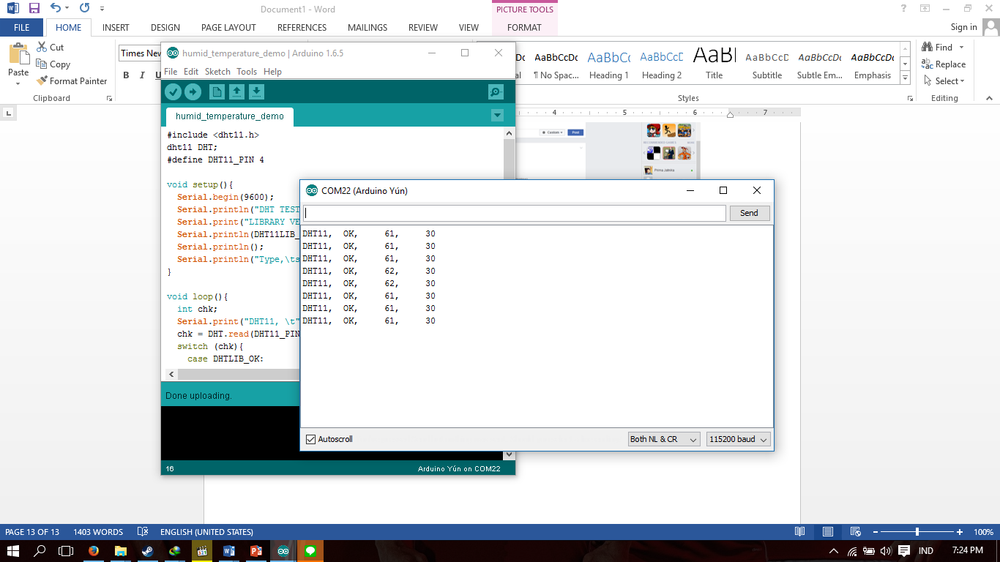 Document1 - Word
PICTURE TOOLS
FILE HOME INSERT DESIGN PAGE LAYOUT REFERENCES MAILINGS REVIEW VIEW FORMAT
Sign in
Paste
Cut
Copy
Format Painter
Clipboard
Times New
B I U
AaBbCcDc AaBbCc AaBbCcD AaBI AaBbCcD AaBbCcDc AaBbCcDc
¶ No Spac... Heading 1 Heading 2 Title Subtitle Subtle Em... Emphasis
Styles
Find
Replace
Select
Editing
4 5 6 7
Custom Post
humid_temperature_demo | Arduino 1.6.5
File Edit Sketch Tools Help
humid_temperature_demo
#include <dht11.h>
dht11 DHT;
#define DHT11_PIN 4
void setup(){
Serial.begin(9600);
Serial.println("DHT TEST
Serial.print("LIBRARY VE
Serial.println(DHT11LIB_
Serial.println();
Serial.println("Type,\ts
}
void loop(){
int chk;
Serial.print("DHT11, \t"
chk = DHT.read(DHT11_PIN
switch (chk){
case DHTLIB_OK:
Done uploading.
16
Arduino Yún on COM22
COM22 (Arduino Yún)
Send
DHT11, OK, 61, 30
DHT11, OK, 61, 30
DHT11, OK, 61, 30
DHT11, OK, 62, 30
DHT11, OK, 62, 30
DHT11, OK, 61, 30
DHT11, OK, 61, 30
DHT11, OK, 61, 30
Autoscroll
Both NL & CR
115200 baud
PAGE 13 OF 13 1403 WORDS ENGLISH (UNITED STATES)
100%
IND
7:24 PM